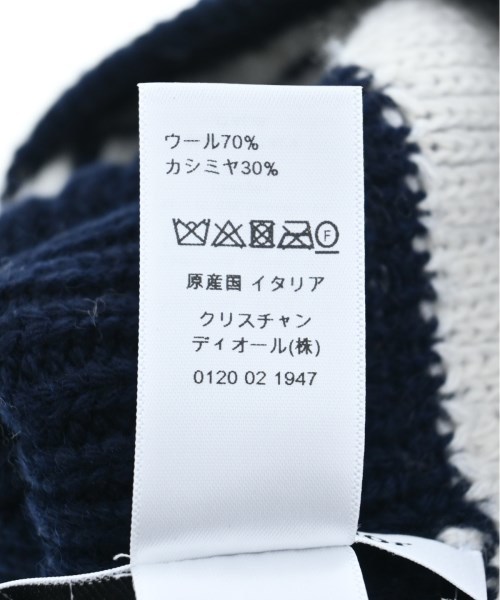 ウール70%
カシミヤ30%
F
原産国 イタリア
クリスチャン
ディオール(株)
0120 02 1947